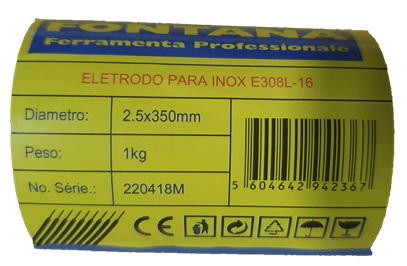 FONTANA
Ferramenta Professionale
ELETRODO PARA INOX E308L-16
Diametro: 2.5x350mm
Peso: 1kg
No. Série.: 220418M
5 604642 942367
CE